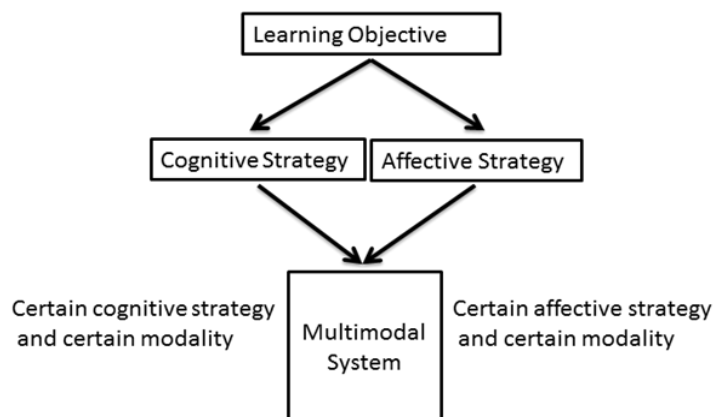 Learning Objective
Cognitive Strategy
Affective Strategy
Certain cognitive strategy
and certain modality
Multimodal
System
Certain affective strategy
and certain modality